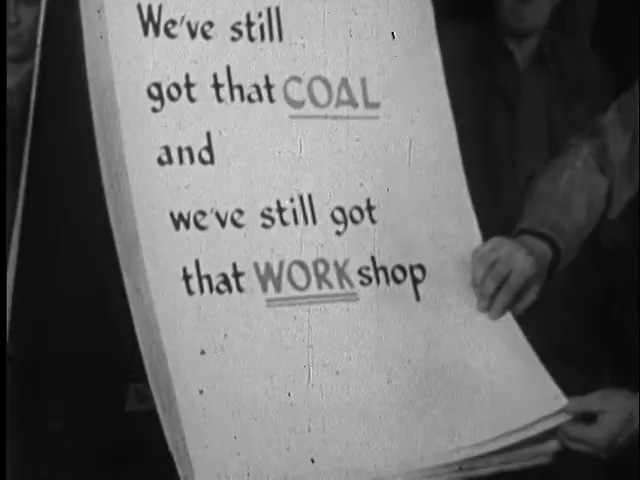 We've still
got that COAL
and
we've still got
that WORKshop